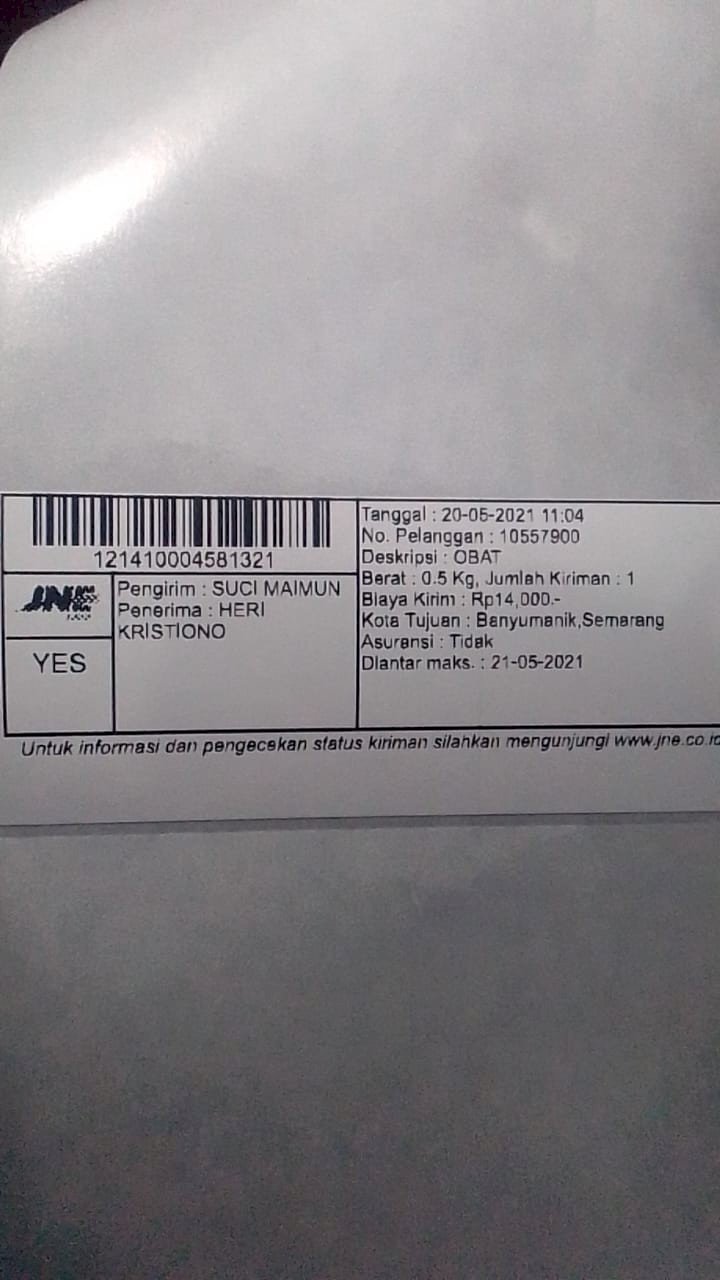 121410004581321
JNE
YES
Pengirim : SUCI MAIMUN
Penerima : HERI
KRISTIONO
Tanggal : 20-05-2021 11:04
No. Pelanggan : 10557900
Deskripsi : OBAT
Berat : 0.5 Kg, Jumlah Kiriman : 1
Biaya Kirim : Rp14,000.-
Kota Tujuan : Banyumanik,Semarang
Asuransi : Tidak
Diantar maks. : 21-05-2021
Untuk informasi dan pengecekan status kiriman silahkan mengunjungi www.jne.co.id